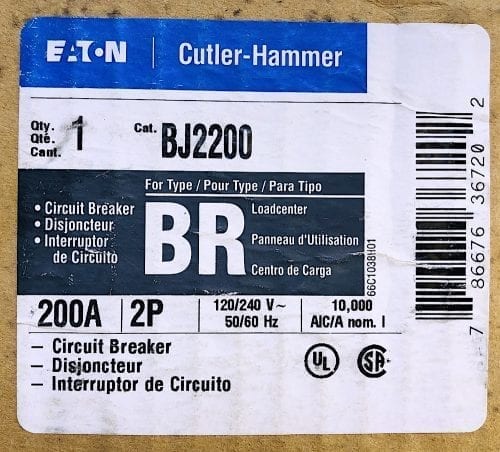 EATON | Cutler-Hammer
Qty. Qté. Cant. 1 Cat. BJ2200
For Type / Pour Type / Para Tipo
• Circuit Breaker
• Disjoncteur
• Interruptor
de Circuito
BR
Loadcenter
Panneau d'Utilisation
Centro de Carga
66C1038H01
200A 2P 120/240 V~ 50/60 Hz 10,000 AIC/A nom. I
– Circuit Breaker
– Disjoncteur
– Interruptor de Circuito
UL SA
7 86676 36720 2